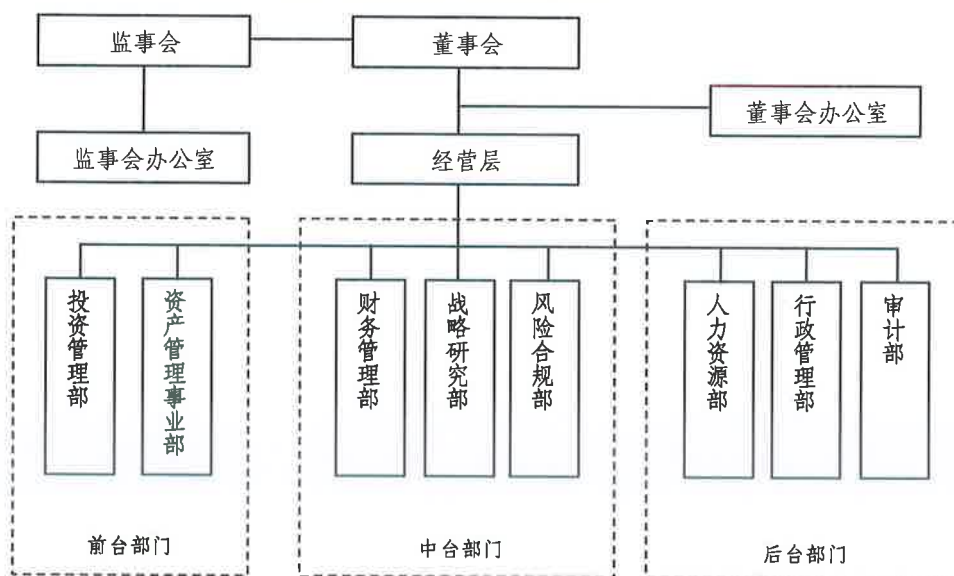 监事会
董事会
董事会办公室
监事会办公室
经营层
投资管理部
资产管理事业部
财务管理部
战略研究部
风险合规部
人力资源部
行政管理部
审计部
前台部门
中台部门
后台部门